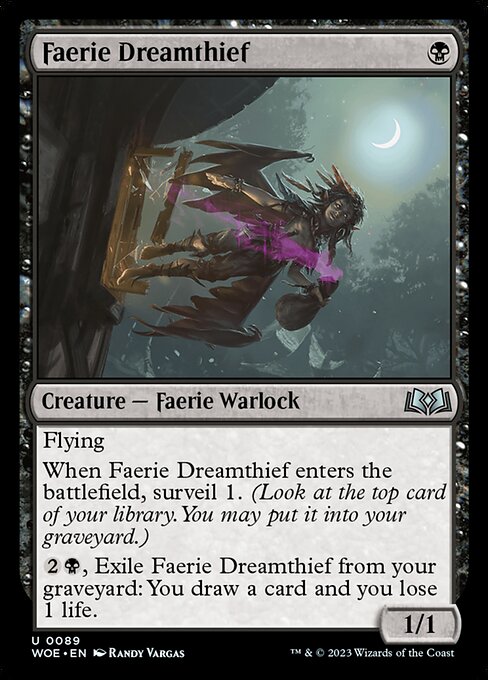 Faerie Dreamthief
Creature — Faerie Warlock
Flying
When Faerie Dreamthief enters the
battlefield, surveil 1. (Look at the top card
of your library. You may put it into your
graveyard.)
2, Exile Faerie Dreamthief from your
graveyard: You draw a card and you lose
1 life.
1/1
U 0089
WOE • EN RANDY VARGAS
™ & © 2023 Wizards of the Coast